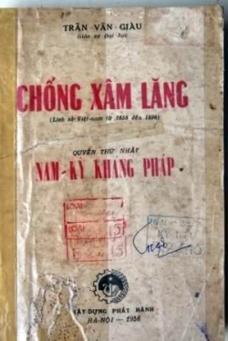 TRẦN VĂN GIÀU
Giáo sư Đại học
CHỐNG XÂM LĂNG
(Lịch sử Việt-nam từ 1858 đến 1898)
QUYỂN THỨ NHẤT
NAM-KỲ KHÁNG PHÁP
XÂY DỰNG PHÁT HÀNH
HÀ-NỘI — 1956